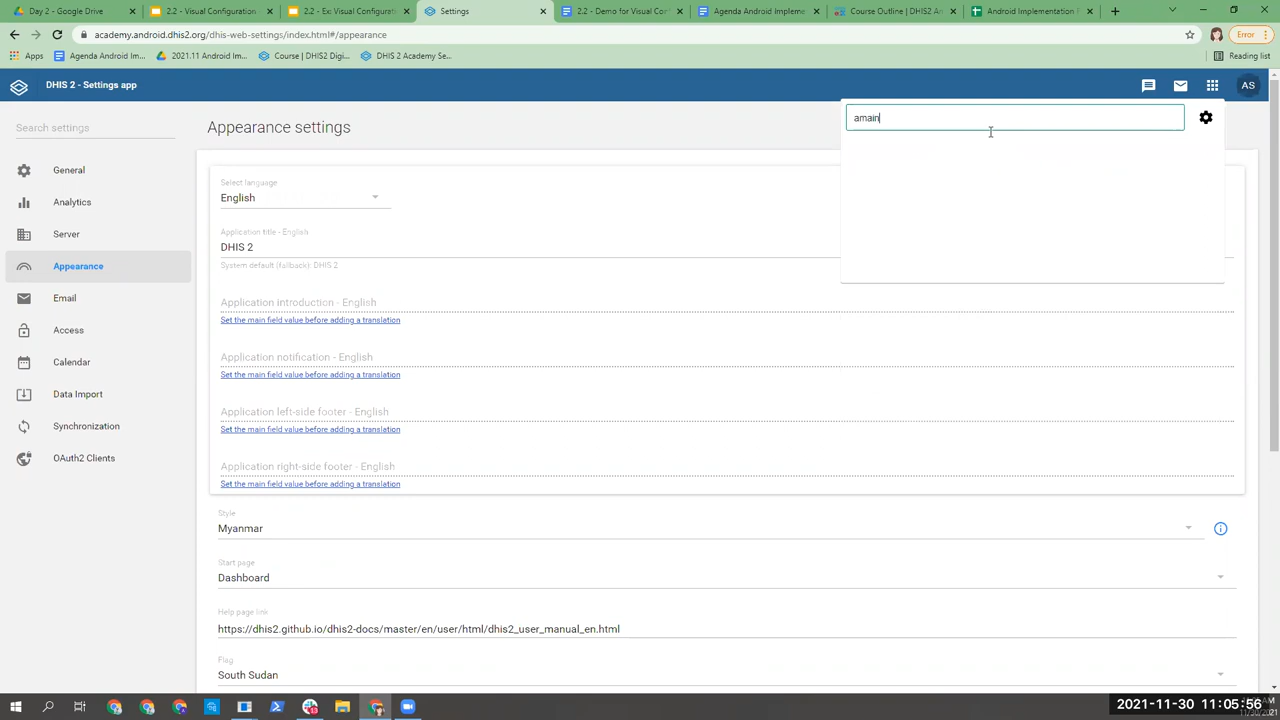 Day 2 - Google Drive
2.2 - Visual Configuration
2.2 - Ex Visual Configurati
Settings
2.2 - Demo for Visual Con
Agenda Android Impleme
Course Outline | DHIS2 An
Android Implementation P
academy.android.dhis2.org/dhis-web-settings/index.html#/appearance
Error
Apps
Agenda Android Im...
2021.11 Android Im...
Course | DHIS2 Digi...
DHIS 2 Academy Se...
Reading list
DHIS 2 - Settings app
AS
Search settings
Appearance settings
amain
General
Analytics
Server
Appearance
Email
Access
Calendar
Data Import
Synchronization
OAuth2 Clients
Select language
English
Application title - English
DHIS 2
System default (fallback): DHIS 2
Application introduction - English
Set the main field value before adding a translation
Application notification - English
Set the main field value before adding a translation
Application left-side footer - English
Set the main field value before adding a translation
Application right-side footer - English
Set the main field value before adding a translation
Style
Myanmar
Start page
Dashboard
Help page link
https://dhis2.github.io/dhis2-docs/master/en/user/html/dhis2_user_manual_en.html
Flag
South Sudan
2021-11-30 11:05:56